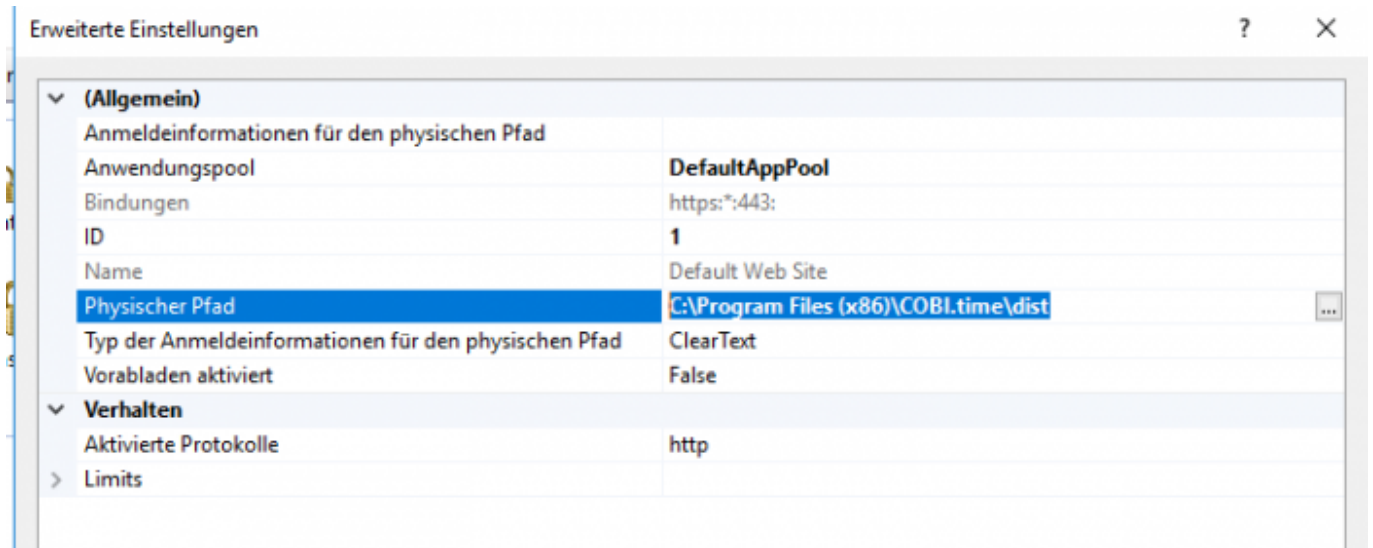 Erweiterte Einstellungen ? ×
(Allgemein)
Anmeldeinformationen für den physischen Pfad
Anwendungspool DefaultAppPool
Bindungen https:*:443:
ID 1
Name Default Web Site
Physischer Pfad C:\Program Files (x86)\COBI.time\dist ...
Typ der Anmeldeinformationen für den physischen Pfad ClearText
Vorabladen aktiviert False
Verhalten
Aktivierte Protokolle http
Limits